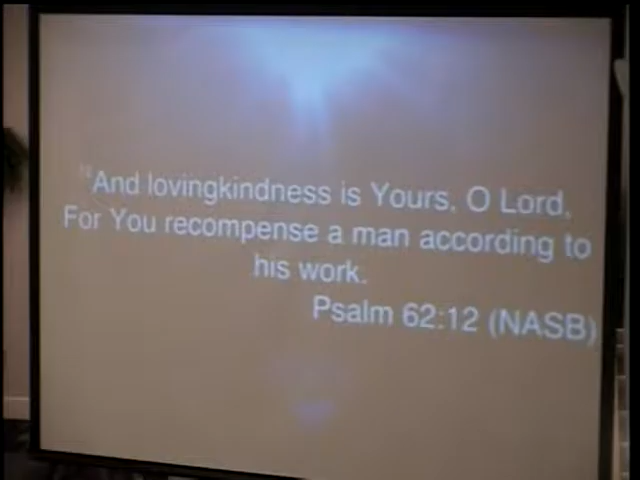 12And lovingkindness is Yours, O Lord,
For You recompense a man according to
his work.
Psalm 62:12 (NASB)